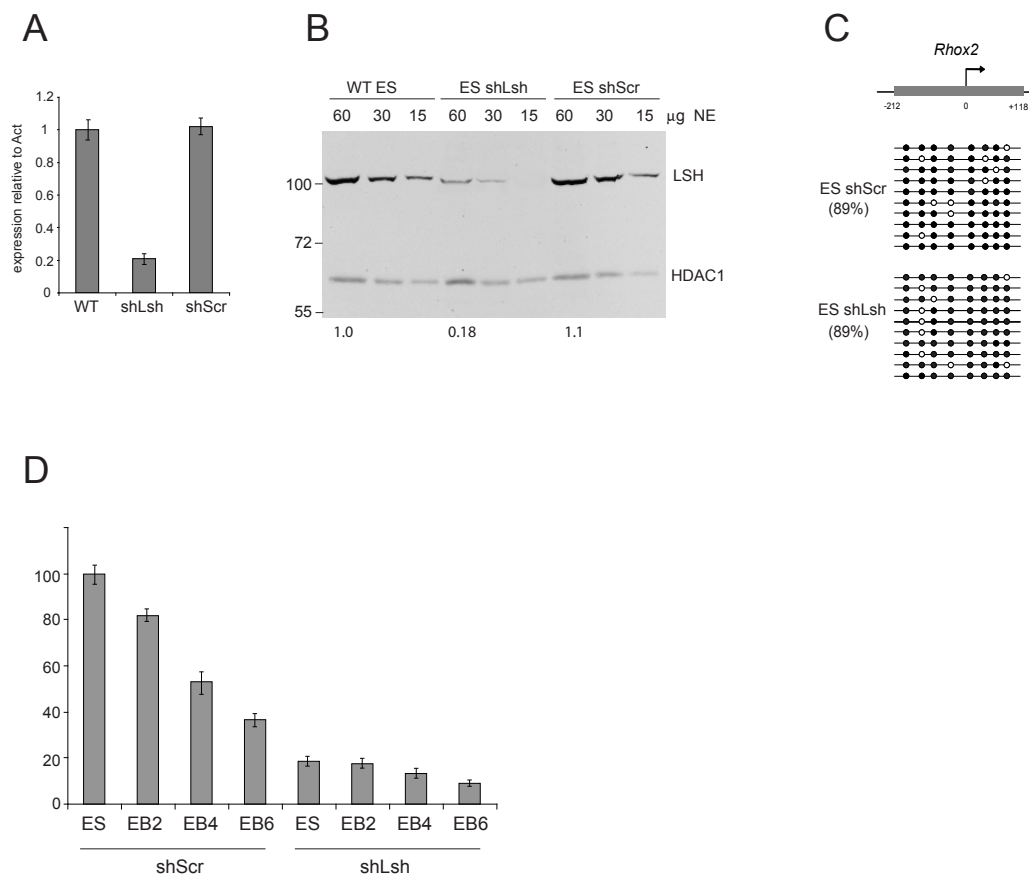 A
expression relative to Act
1.2
1
0.8
0.6
0.4
0.2
0
WT shLsh shScr
B
WT ES ES shLsh ES shScr
60 30 15 60 30 15 60 30 15 µg NE
100
72
55
LSH
HDAC1
1.0 0.18 1.1
C
Rhox2
-212 0 +118
ES shScr
(89%)
ES shLsh
(89%)
D
100
80
60
40
20
0
ES EB2 EB4 EB6 ES EB2 EB4 EB6
shScr shLsh